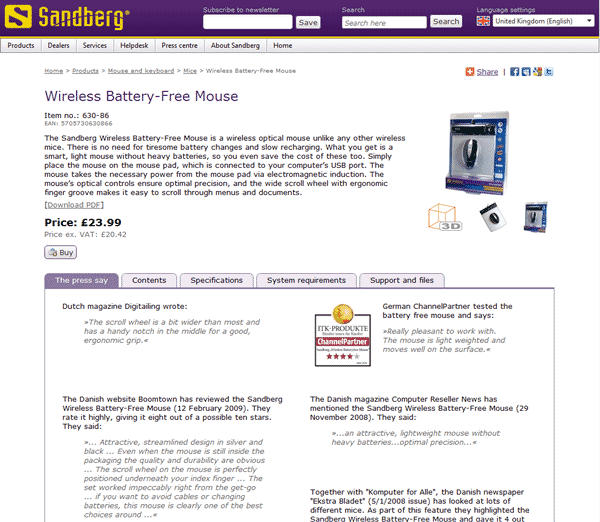 Sandberg
Subscribe to newsletter
Save
Search
Search here
Search
Language settings
United Kingdom (English)
Products
Dealers
Services
Helpdesk
Press centre
About Sandberg
Home
Home > Products > Mouse and keyboard > Mice > Wireless Battery-Free Mouse
Share |
Wireless Battery-Free Mouse
Item no.: 630-86
EAN: 5705730630866
The Sandberg Wireless Battery-Free Mouse is a wireless optical mouse unlike any other wireless
mice. There is no need for tiresome battery changes and slow recharging. What you get is a
smart, light mouse without heavy batteries, so you even save the cost of these too. Simply
place the mouse on the mouse pad, which is connected to your computer's USB port. The
mouse takes the necessary power from the mouse pad via electromagnetic induction. The
mouse's optical controls ensure optimal precision, and the wide scroll wheel with ergonomic
finger groove makes it easy to scroll through menus and documents.
[Download PDF]
Price: £23.99
Price ex. VAT: £20.42
Buy
3D
The press say
Contents
Specifications
System requirements
Support and files
Dutch magazine Digitailing wrote:
»The scroll wheel is a bit wider than most and
has a handy notch in the middle for a good,
ergonomic grip.«
ITK-PRODUKTE
ChannelPartner
German ChannelPartner tested the
battery free mouse and says:
»Really pleasant to work with.
The mouse is light weighted and
moves well on the surface.«
The Danish website Boomtown has reviewed the Sandberg
Wireless Battery-Free Mouse (12 February 2009). They
rate it highly, giving it eight out of a possible ten stars.
They said:
»... Attractive, streamlined design in silver and
black ... Even when the mouse is still inside the
packaging the quality and durability are obvious
... The scroll wheel on the mouse is perfectly
positioned underneath your index finger ... The
set worked impeccably right from the get-go
... if you want to avoid cables or changing
batteries, this mouse is clearly one of the best
choices around ...«
The Danish magazine Computer Reseller News has
mentioned the Sandberg Wireless Battery-Free Mouse (29
November 2008). They said:
»...an attractive, lightweight mouse without
heavy batteries...optimal precision...«
Together with "Komputer for Alle", the Danish newspaper
"Ekstra Bladet" (5/1/2008 issue) has looked at lots of
different mice. As part of this feature they highlighted the
Sandberg Wireless Battery-Free Mouse and gave it 4 out